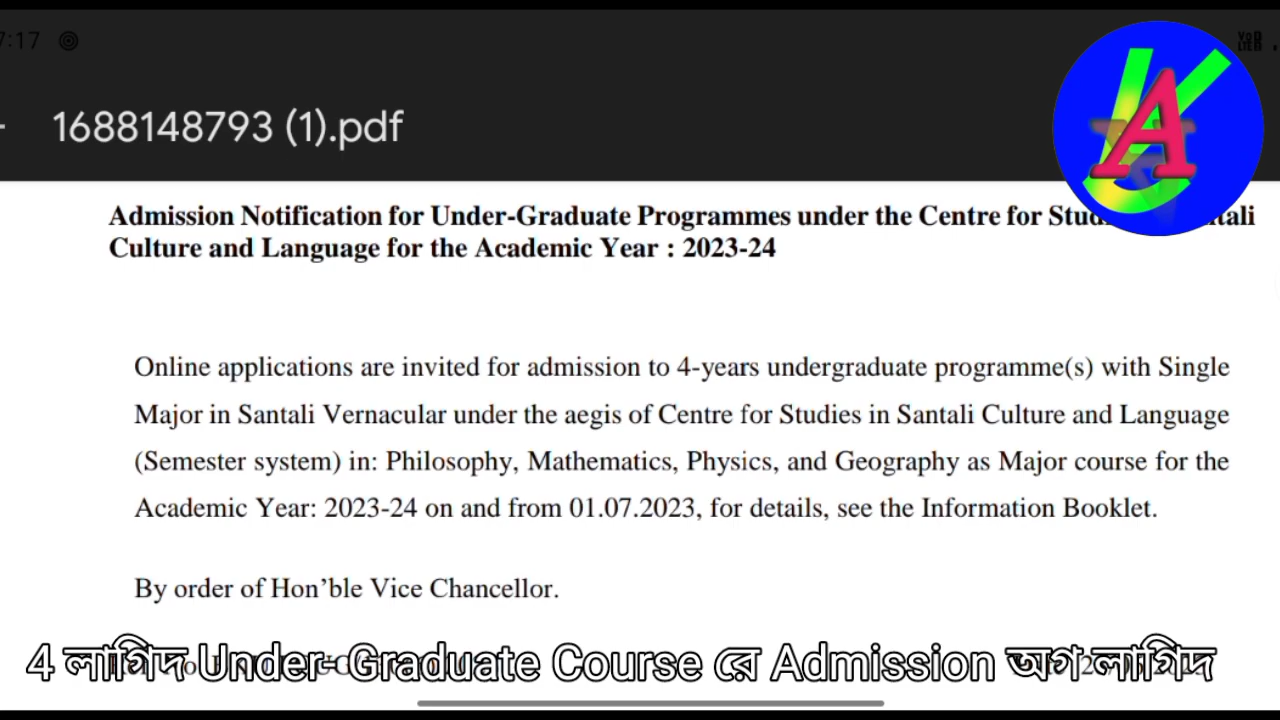 7:17
1688148793 (1).pdf
Admission Notification for Under-Graduate Programmes under the Centre for
Culture and Language for the Academic Year : 2023-24
Online applications are invited for admission to 4-years undergraduate programme(s) with Single
Major in Santali Vernacular under the aegis of Centre for Studies in Santali Culture and Language
(Semester system) in: Philosophy, Mathematics, Physics, and Geography as Major course for the
Academic Year: 2023-24 on and from 01.07.2023, for details, see the Information Booklet.
By order of Hon’ble Vice Chancellor.
4 লাগিদ Under- Graduate Course রে Admission অগ লাগিদ